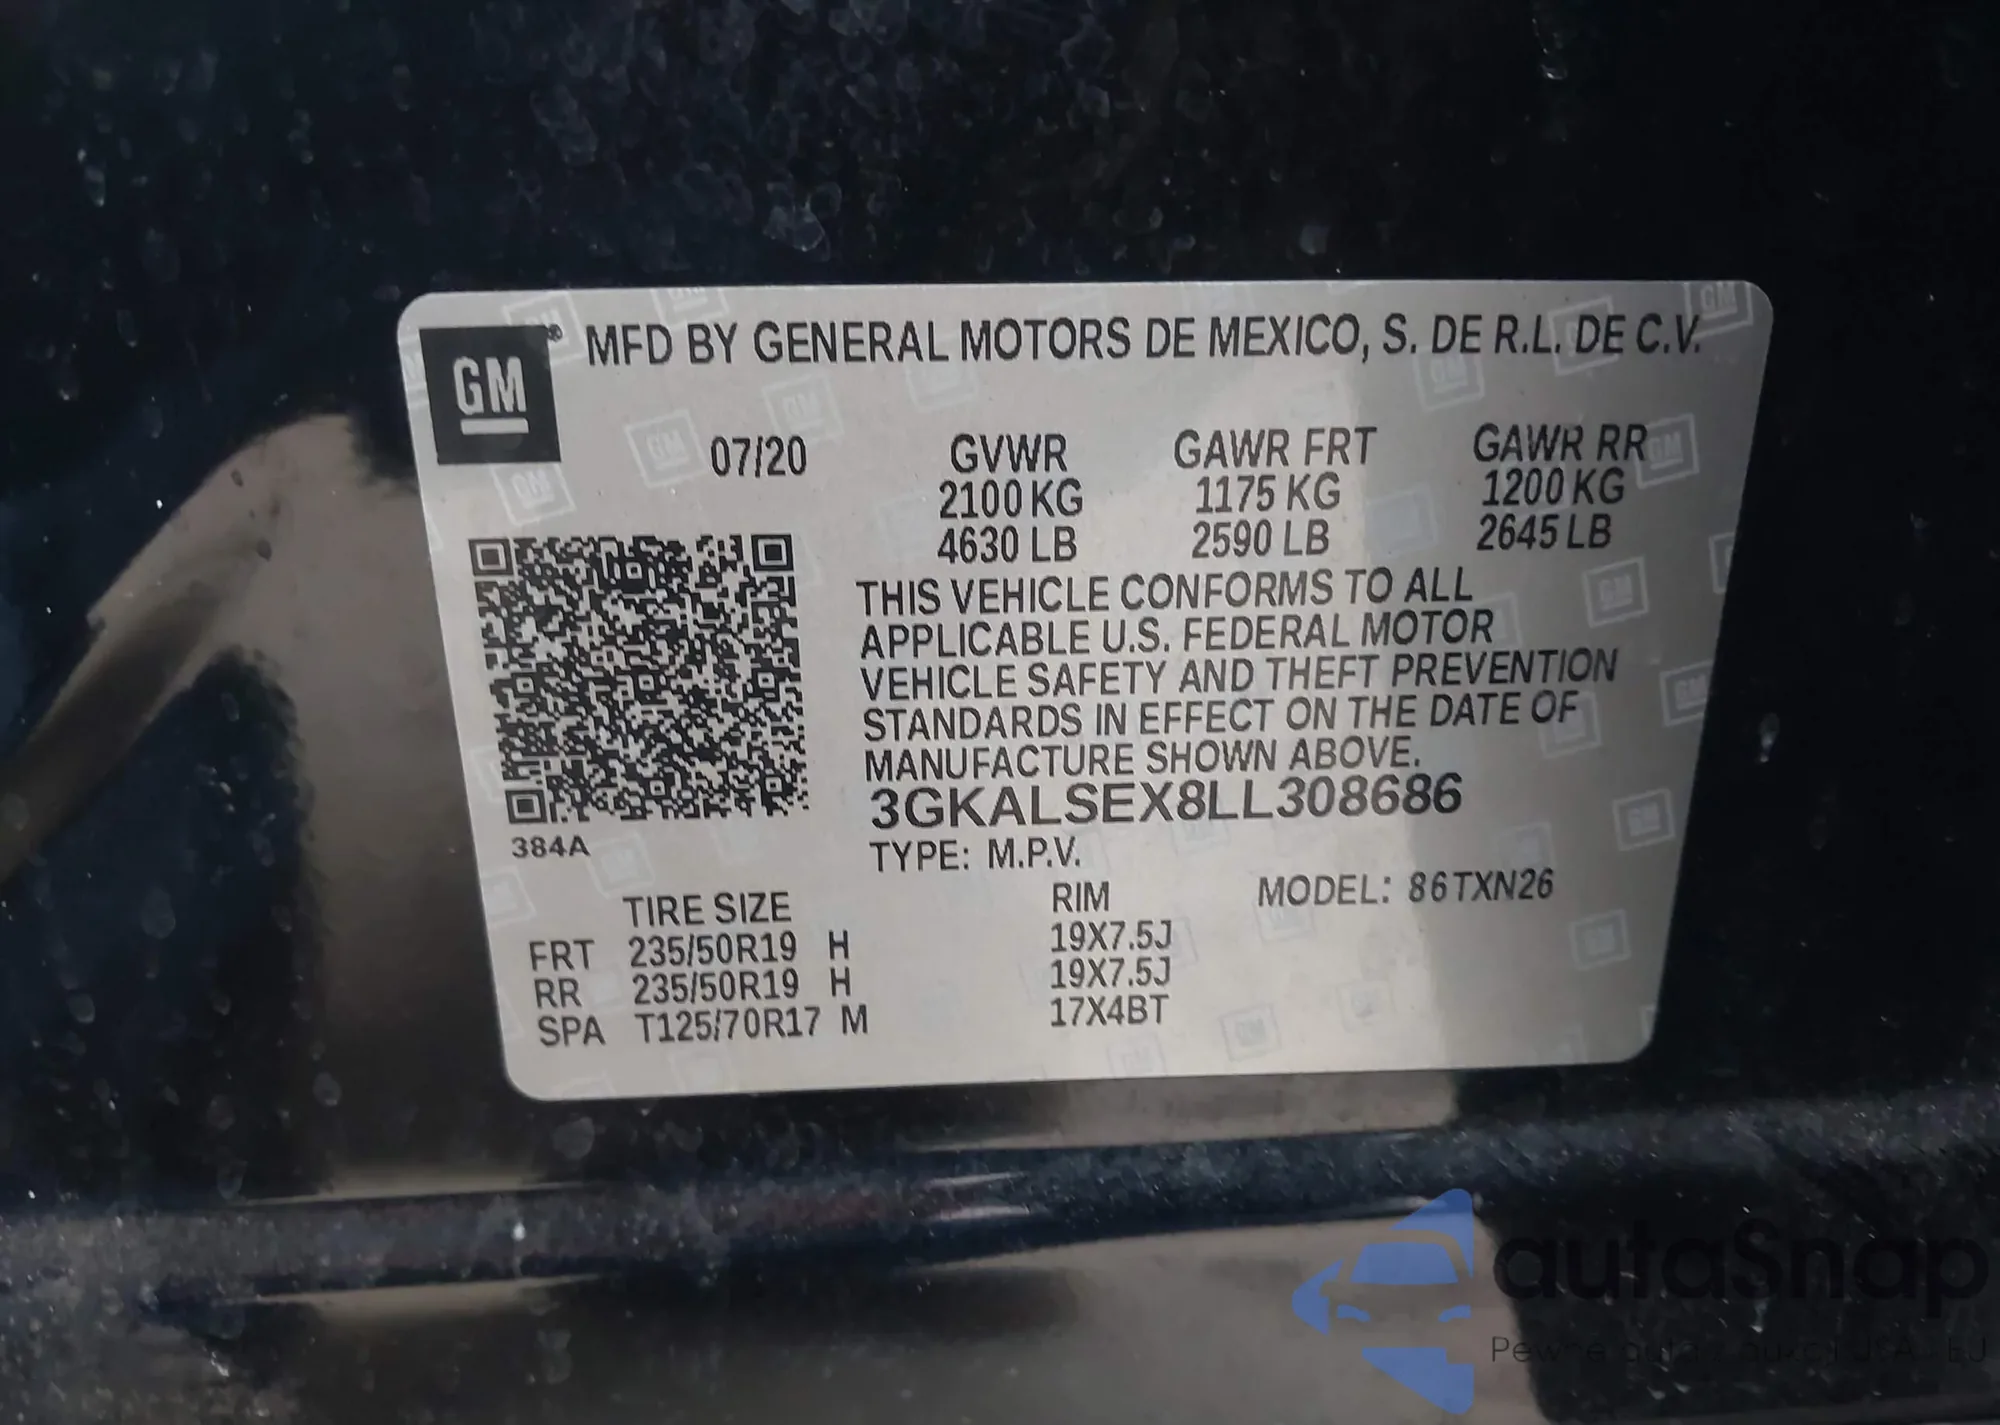 GM® MFD BY GENERAL MOTORS DE MEXICO, S. DE R.L. DE C.V.
07/20 GVWR GAWR FRT GAWR RR
2100 KG 1175 KG 1200 KG
4630 LB 2590 LB 2645 LB
THIS VEHICLE CONFORMS TO ALL
APPLICABLE U.S. FEDERAL MOTOR
VEHICLE SAFETY AND THEFT PREVENTION
STANDARDS IN EFFECT ON THE DATE OF
MANUFACTURE SHOWN ABOVE.
3GKALSEX8LL308686
384A
TYPE: M.P.V.
TIRE SIZE RIM MODEL: 86TXN26
FRT 235/50R19 H 19X7.5J
RR 235/50R19 H 19X7.5J
SPA T125/70R17 M 17X4BT
autaSnap